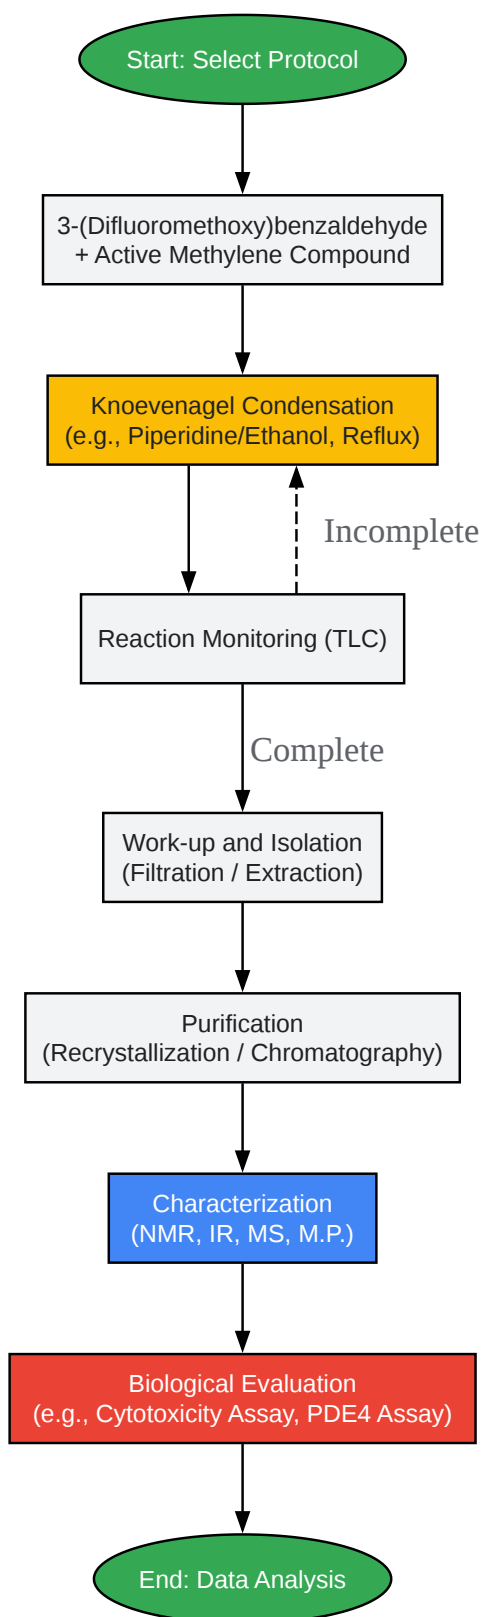 Start: Select Protocol
3-(Difluoromethoxy)benzaldehyde
+ Active Methylene Compound
Knoevenagel Condensation
(e.g., Piperidine/Ethanol, Reflux)
Incomplete
Reaction Monitoring (TLC)
Complete
Work-up and Isolation
(Filtration / Extraction)
Purification
(Recrystallization / Chromatography)
Characterization
(NMR, IR, MS, M.P.)
Biological Evaluation
(e.g., Cytotoxicity Assay, PDE4 Assay)
End: Data Analysis